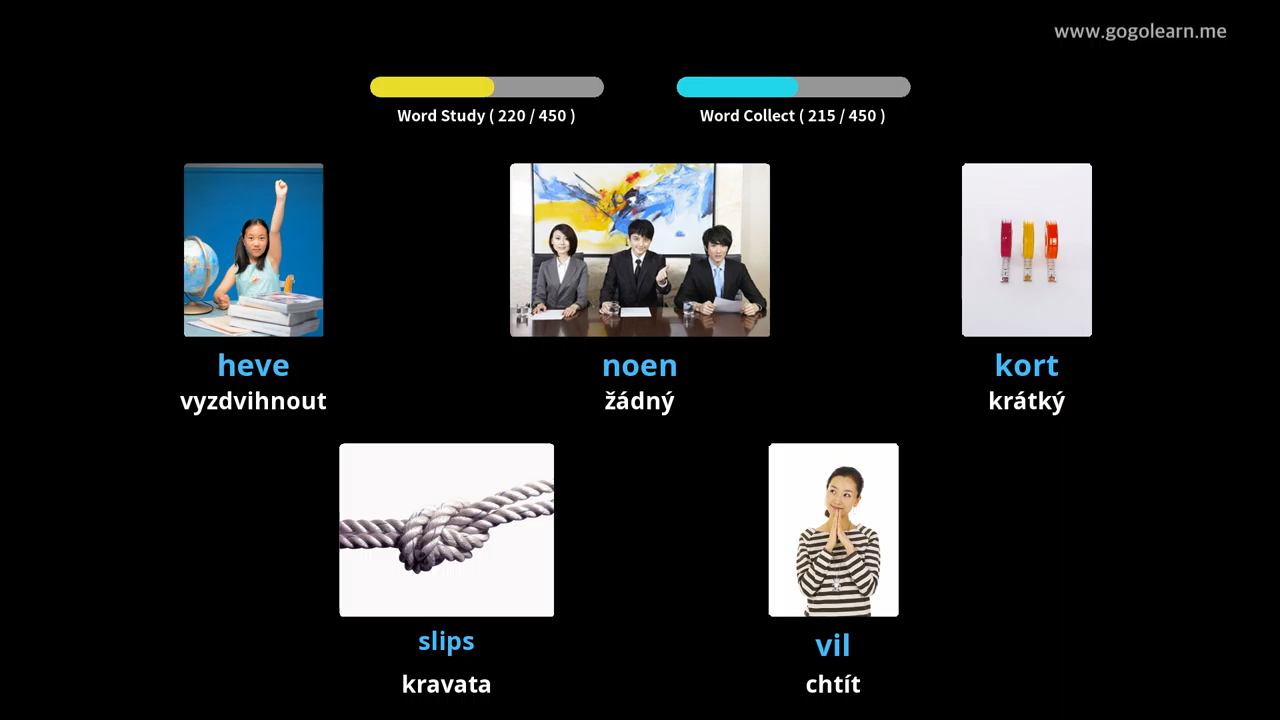 www.gogolearn.me
Word Study ( 220 / 450 )
Word Collect ( 215 / 450 )
heve
vyzdvihnout
noen
žádný
kort
krátký
slips
kravata
vil
chtít